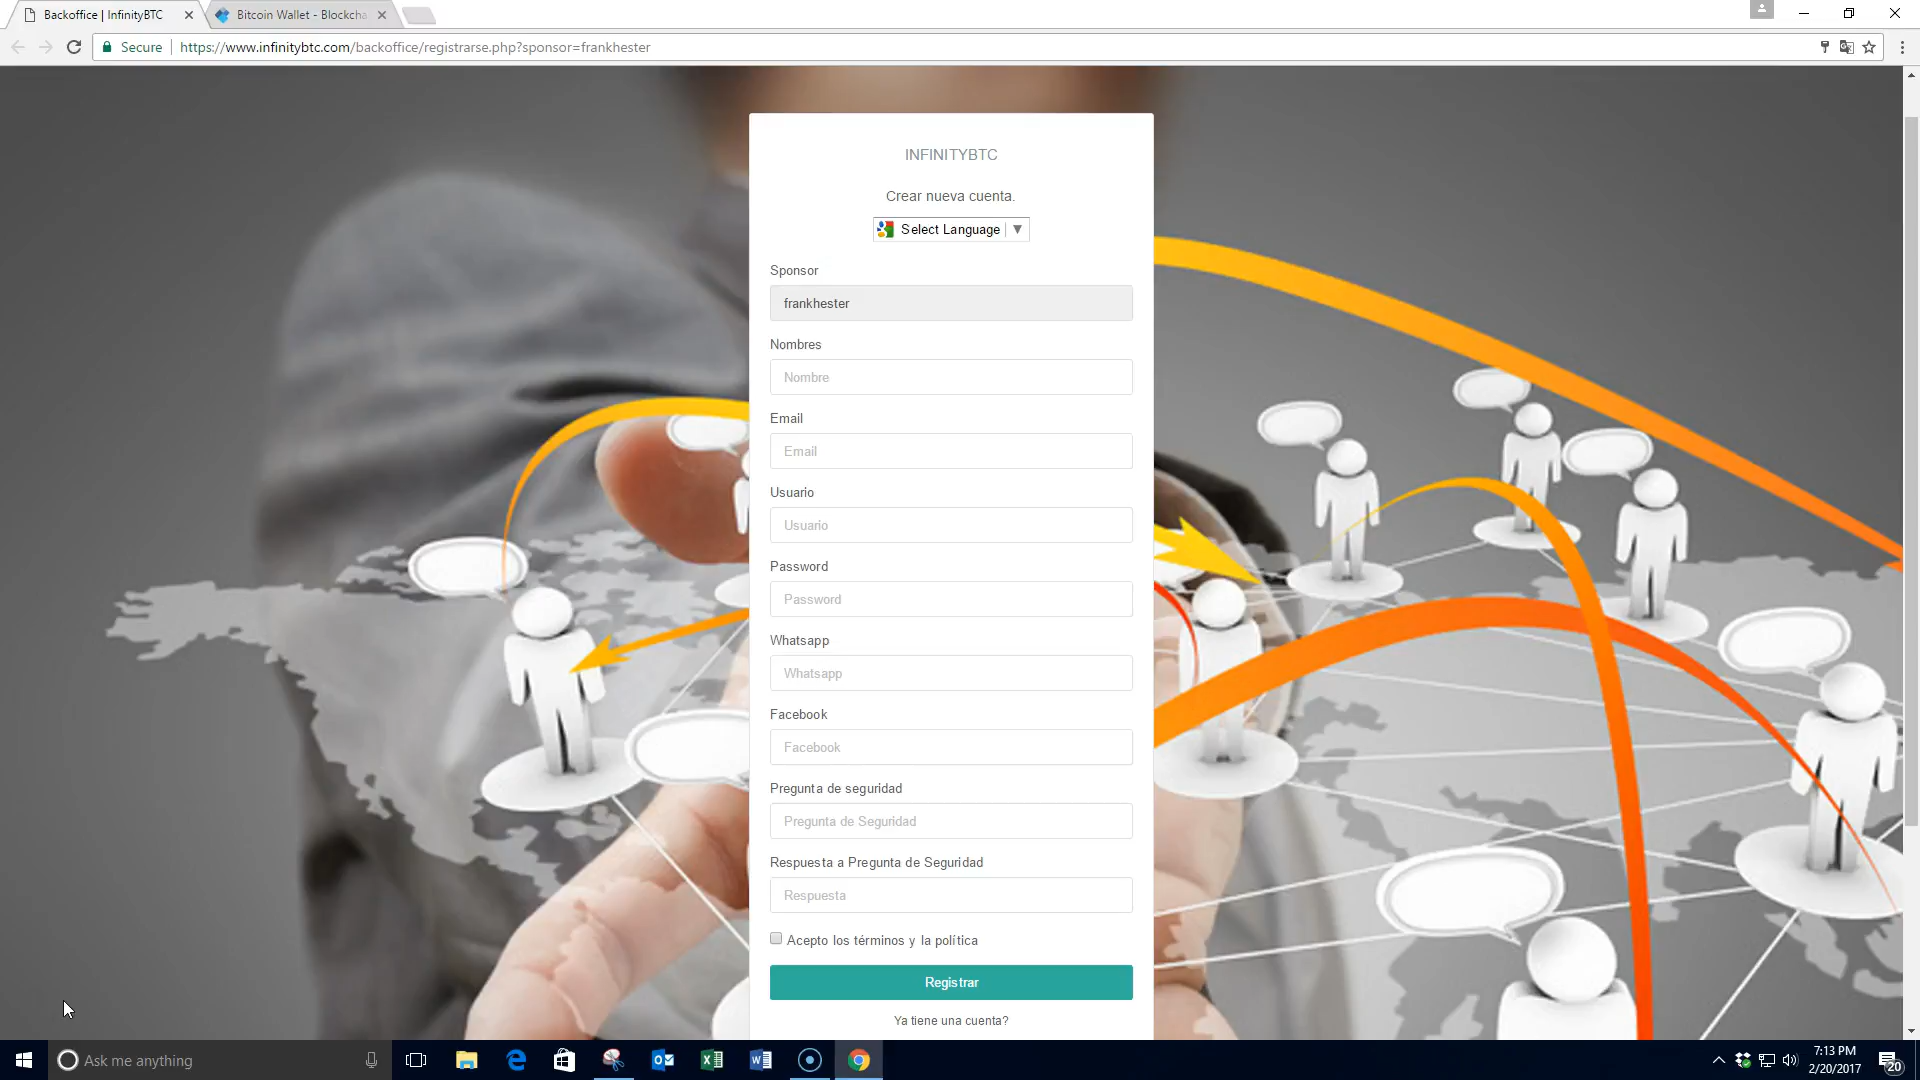 Backoffice | InfinityBTC
Bitcoin Wallet - Blockcha
Secure
https://www.infinitybtc.com/backoffice/registrarse.php?sponsor=frankhester
INFINITYBTC
Crear nueva cuenta.
Select Language ▼
Sponsor
frankhester
Nombres
Nombre
Email
Email
Usuario
Usuario
Password
Password
Whatsapp
Whatsapp
Facebook
Facebook
Pregunta de seguridad
Pregunta de Seguridad
Respuesta a Pregunta de Seguridad
Respuesta
Acepto los términos y la política
Registrar
Ya tiene una cuenta?
Ask me anything
7:13 PM
2/20/2017
20